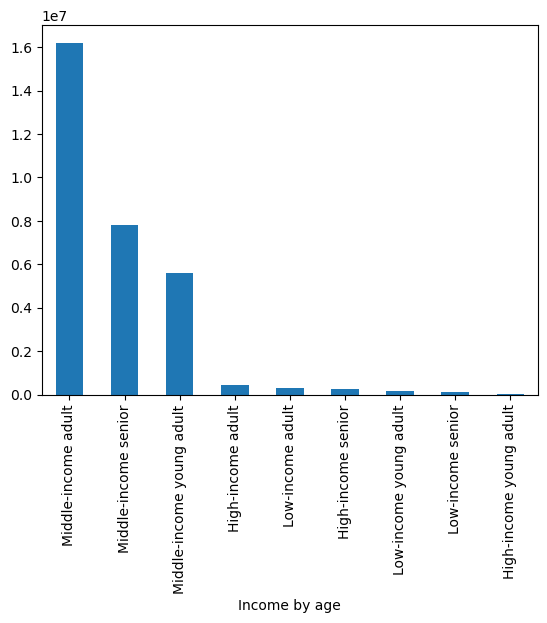 1e7
1.6
1.4
1.2
1.0
0.8
0.6
0.4
0.2
0.0
Middle-income adult
Middle-income senior
Middle-income young adult
High-income adult
Low-income adult
High-income senior
Low-income young adult
Low-income senior
High-income young adult
Income by age